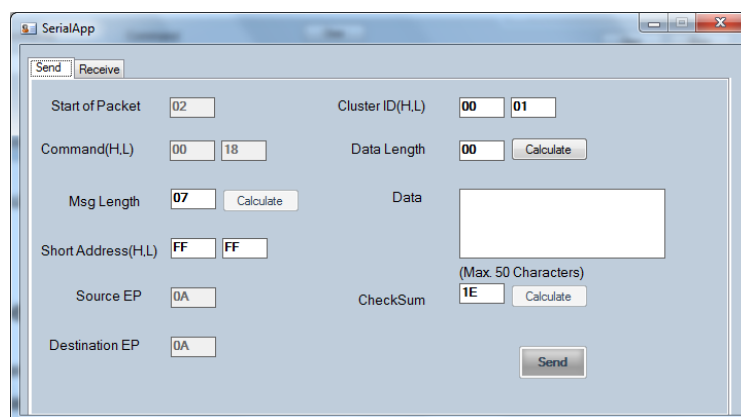 SerialApp
Send Receive
Start of Packet 02 Cluster ID(H,L) 00 01
Command(H,L) 00 18 Data Length 00 Calculate
Msg Length 07 Calculate Data
Short Address(H,L) FF FF
(Max. 50 Characters)
Source EP 0A CheckSum 1E Calculate
Destination EP 0A
Send